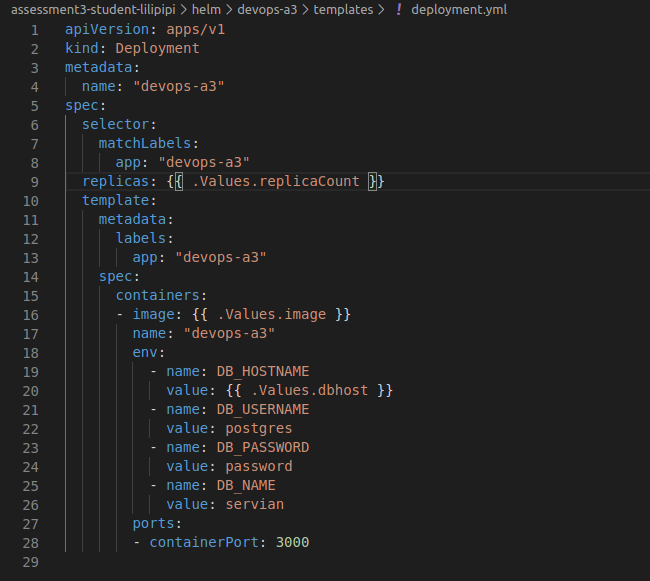 assessment3-student-lilipipi > helm > devops-a3 > templates > ! deployment.yml
1 apiVersion: apps/v1
2 kind: Deployment
3 metadata:
4   name: "devops-a3"
5 spec:
6   selector:
7     matchLabels:
8       app: "devops-a3"
9   replicas: {{ .Values.replicaCount }}
10   template:
11     metadata:
12       labels:
13         app: "devops-a3"
14     spec:
15       containers:
16       - image: {{ .Values.image }}
17         name: "devops-a3"
18         env:
19           - name: DB_HOSTNAME
20             value: {{ .Values.dbhost }}
21           - name: DB_USERNAME
22             value: postgres
23           - name: DB_PASSWORD
24             value: password
25           - name: DB_NAME
26             value: servian
27         ports:
28         - containerPort: 3000
29